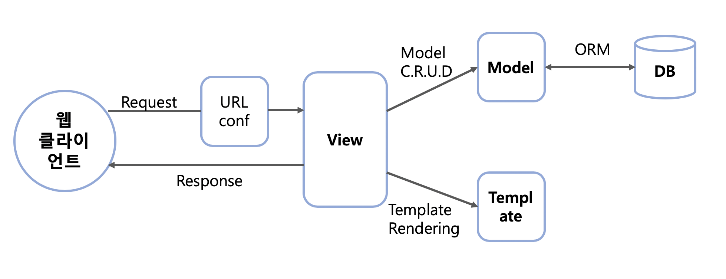 웹
클라이
언트
Request
URL
conf
Response
View
Model
C.R.U.D
Template
Rendering
Model
ORM
DB
Templ
ate